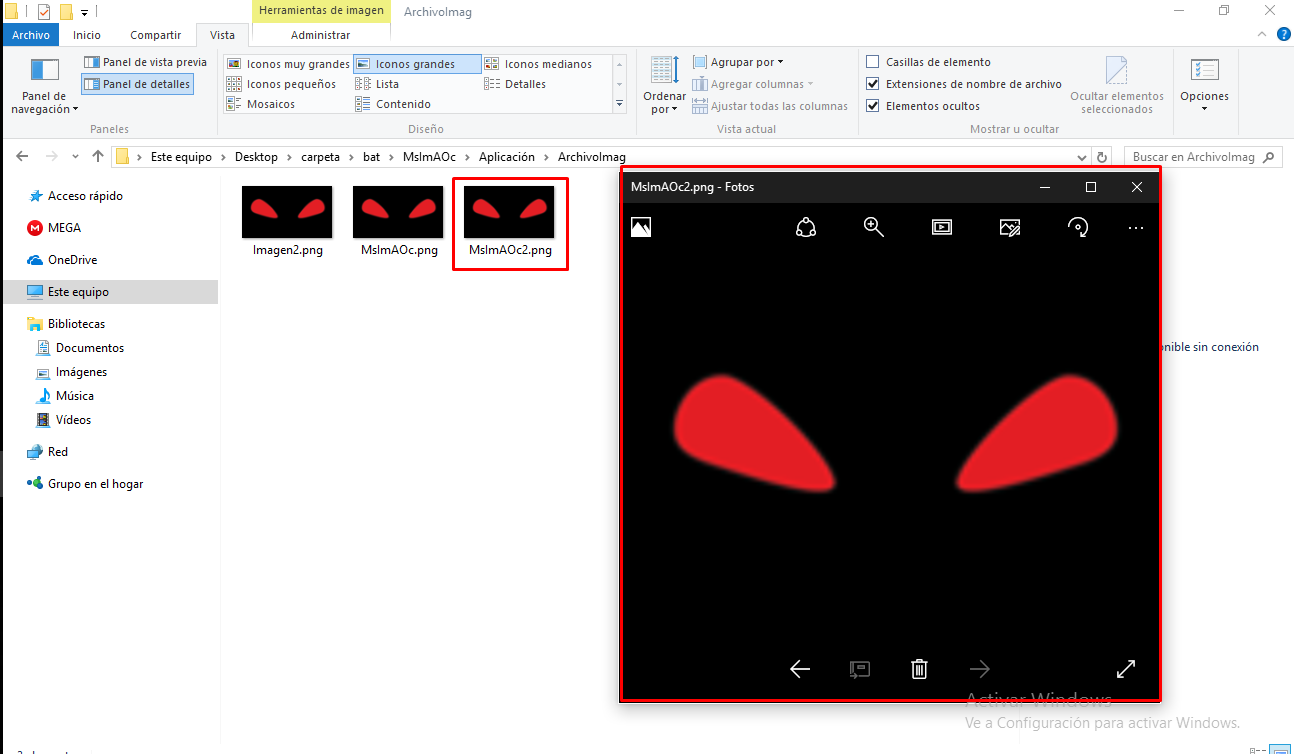 Herramientas de imagen
ArchivoImag
Archivo
Inicio
Compartir
Vista
Administrar
Panel de navegación
Panel de vista previa
Panel de detalles
Paneles
Iconos muy grandes
Iconos grandes
Iconos medianos
Iconos pequeños
Lista
Detalles
Mosaicos
Contenido
Diseño
Ordenar por
Agrupar por
Agregar columnas
Ajustar todas las columnas
Vista actual
Casillas de elemento
Extensiones de nombre de archivo
Elementos ocultos
Ocultar elementos seleccionados
Mostrar u ocultar
Opciones
Este equipo > Desktop > carpeta > bat > MsImAOc > Aplicación > ArchivoImag
Buscar en ArchivoImag
Acceso rápido
MEGA
OneDrive
Este equipo
Bibliotecas
Documentos
Imágenes
Música
Vídeos
Red
Grupo en el hogar
Imagen2.png
MsImAOc.png
MsImAOc2.png
MsImAOc2.png - Fotos
sin conexión
Activar Windows
Ve a Configuración para activar Windows.